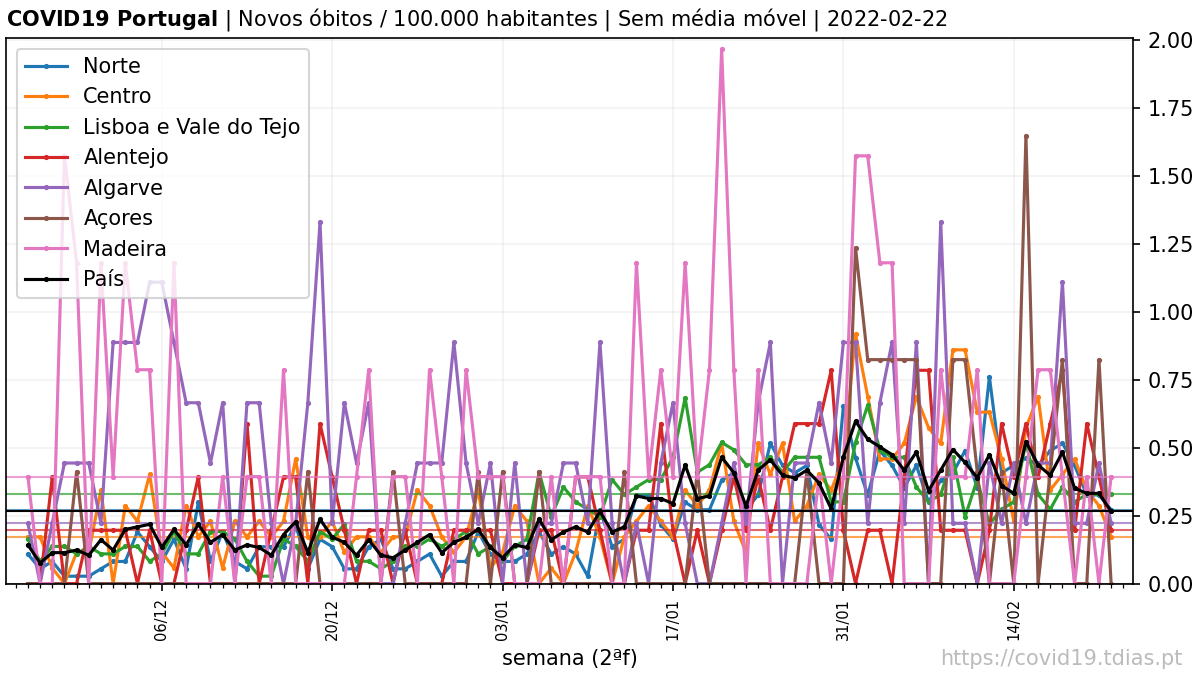 COVID19 Portugal | Novos óbitos / 100.000 habitantes | Sem média móvel | 2022-02-22
Norte
Centro
Lisboa e Vale do Tejo
Alentejo
Algarve
Açores
Madeira
País
2.00
1.75
1.50
1.25
1.00
0.75
0.50
0.25
0.00
06/12
20/12
03/01
17/01
31/01
14/02
semana (2ªf)
https://covid19.tdias.pt